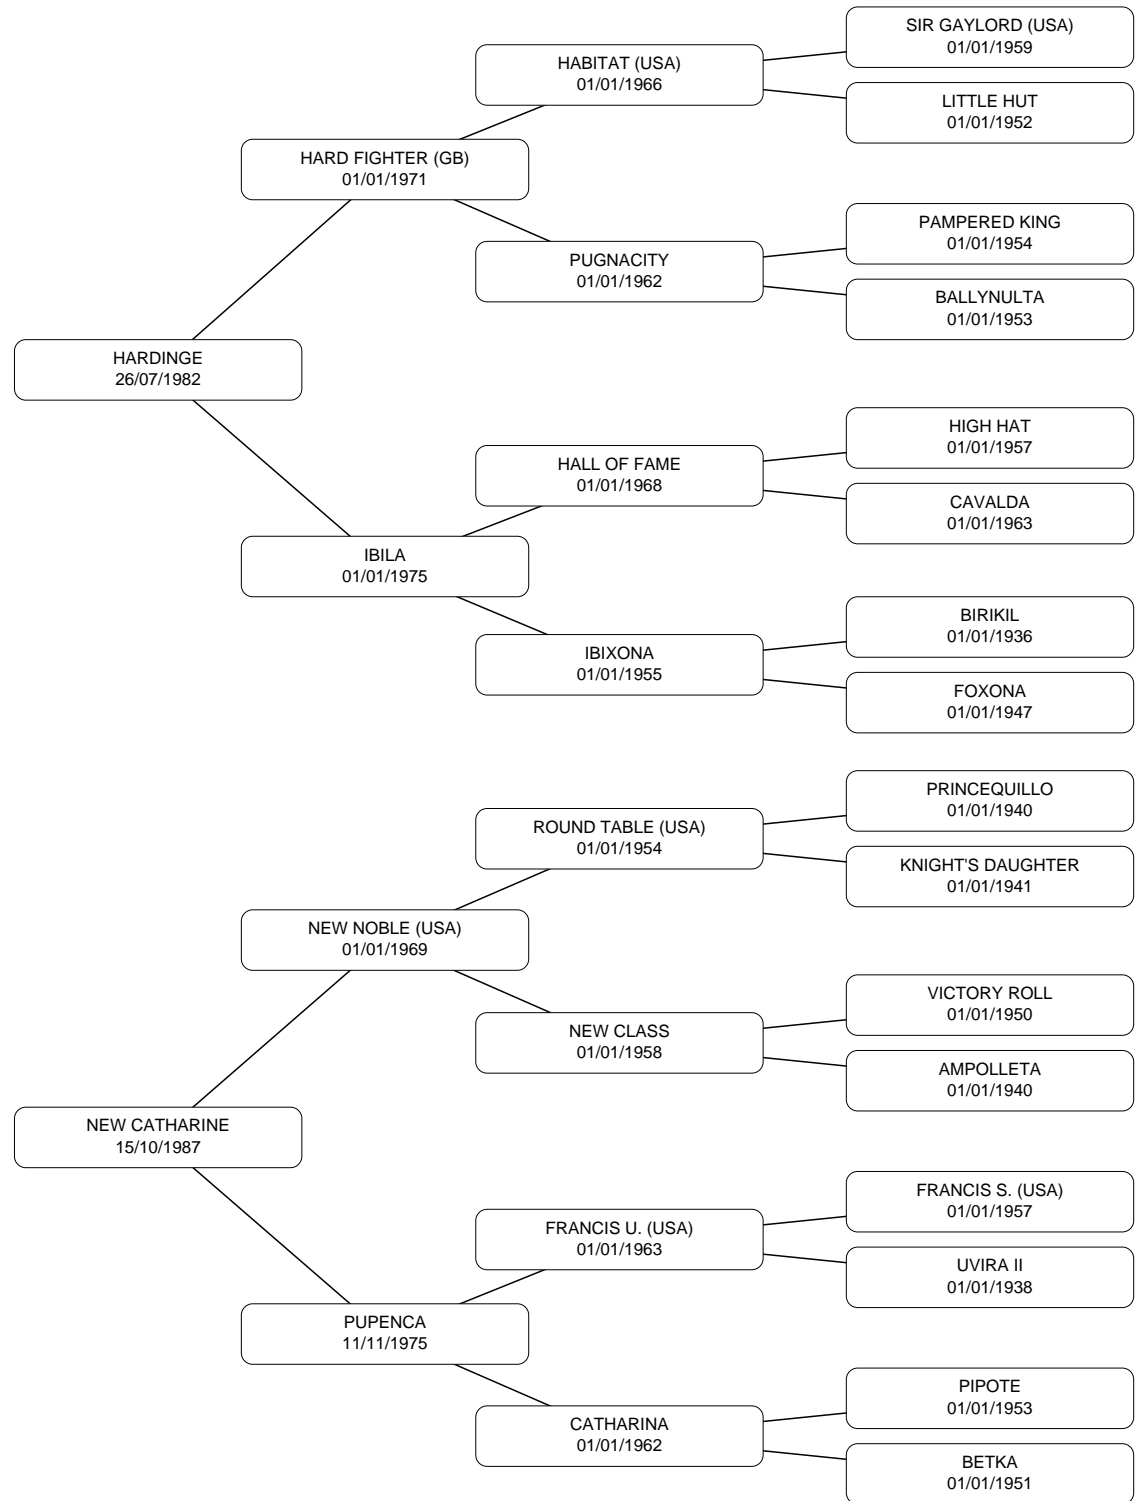 SIR GAYLORD (USA)
01/01/1959
HABITAT (USA)
01/01/1966
LITTLE HUT
01/01/1952
HARD FIGHTER (GB)
01/01/1971
PAMPERED KING
01/01/1954
PUGNACITY
01/01/1962
BALLYNULTA
01/01/1953
HARDINGE
26/07/1982
HIGH HAT
01/01/1957
HALL OF FAME
01/01/1968
CAVALDA
01/01/1963
IBILA
01/01/1975
BIRIKIL
01/01/1936
IBIXONA
01/01/1955
FOXONA
01/01/1947
PRINCEQUILLO
01/01/1940
ROUND TABLE (USA)
01/01/1954
KNIGHT'S DAUGHTER
01/01/1941
NEW NOBLE (USA)
01/01/1969
VICTORY ROLL
01/01/1950
NEW CLASS
01/01/1958
AMPOLLETA
01/01/1940
NEW CATHARINE
15/10/1987
FRANCIS S. (USA)
01/01/1957
FRANCIS U. (USA)
01/01/1963
UVIRA II
01/01/1938
PUPENCA
11/11/1975
PIPOTE
01/01/1953
CATHARINA
01/01/1962
BETKA
01/01/1951